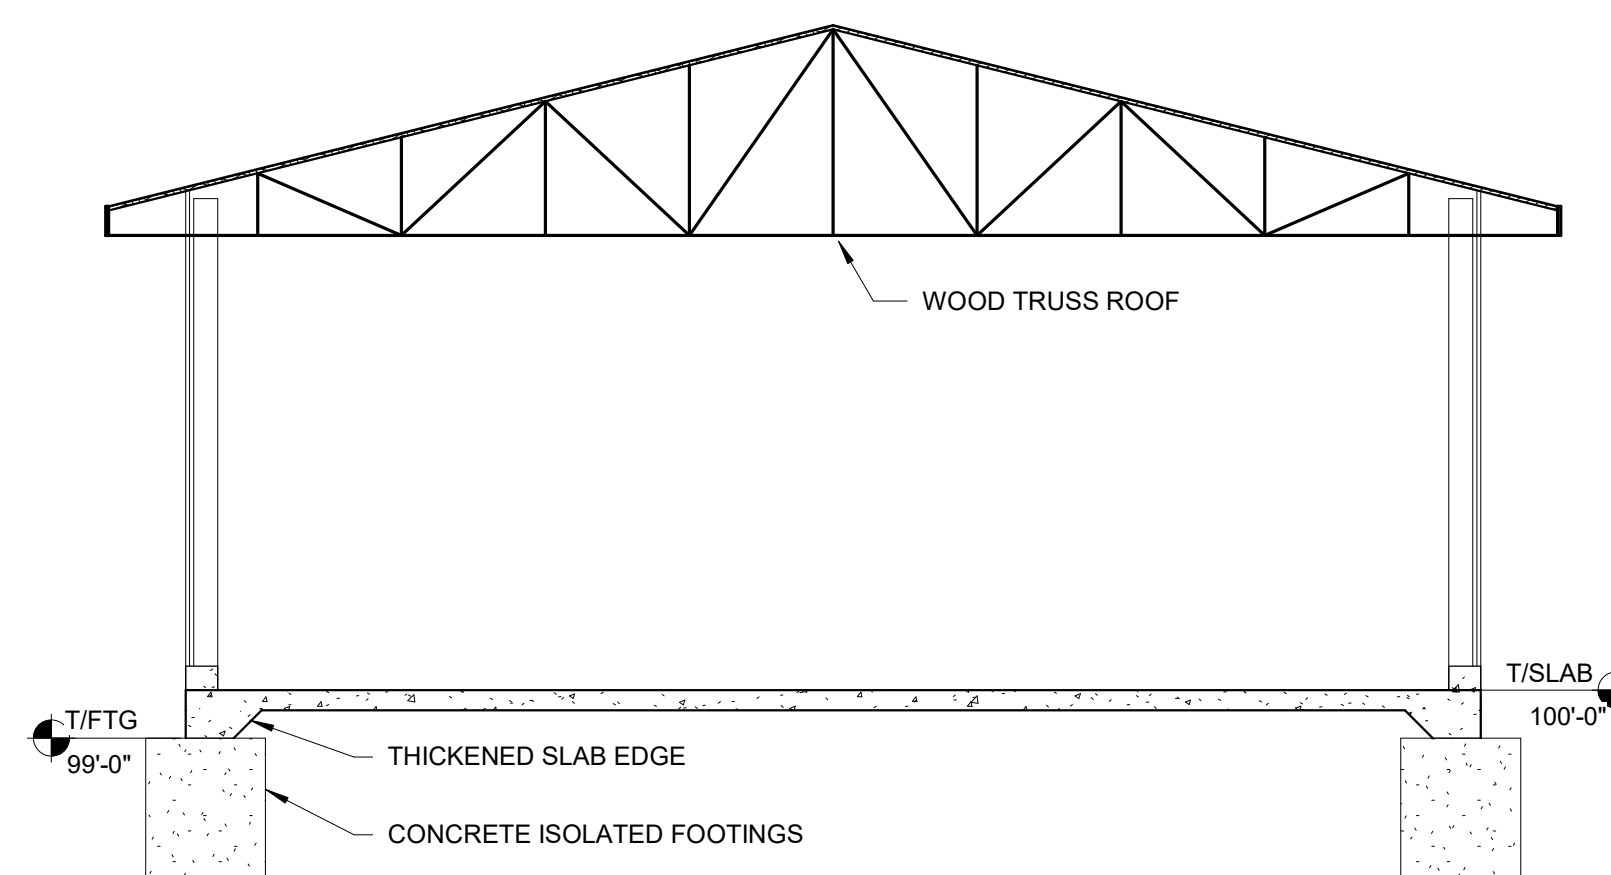 WOOD TRUSS ROOF
T/SLAB
100'-0"
T/FTG
99'-0"
THICKENED SLAB EDGE
CONCRETE ISOLATED FOOTINGS